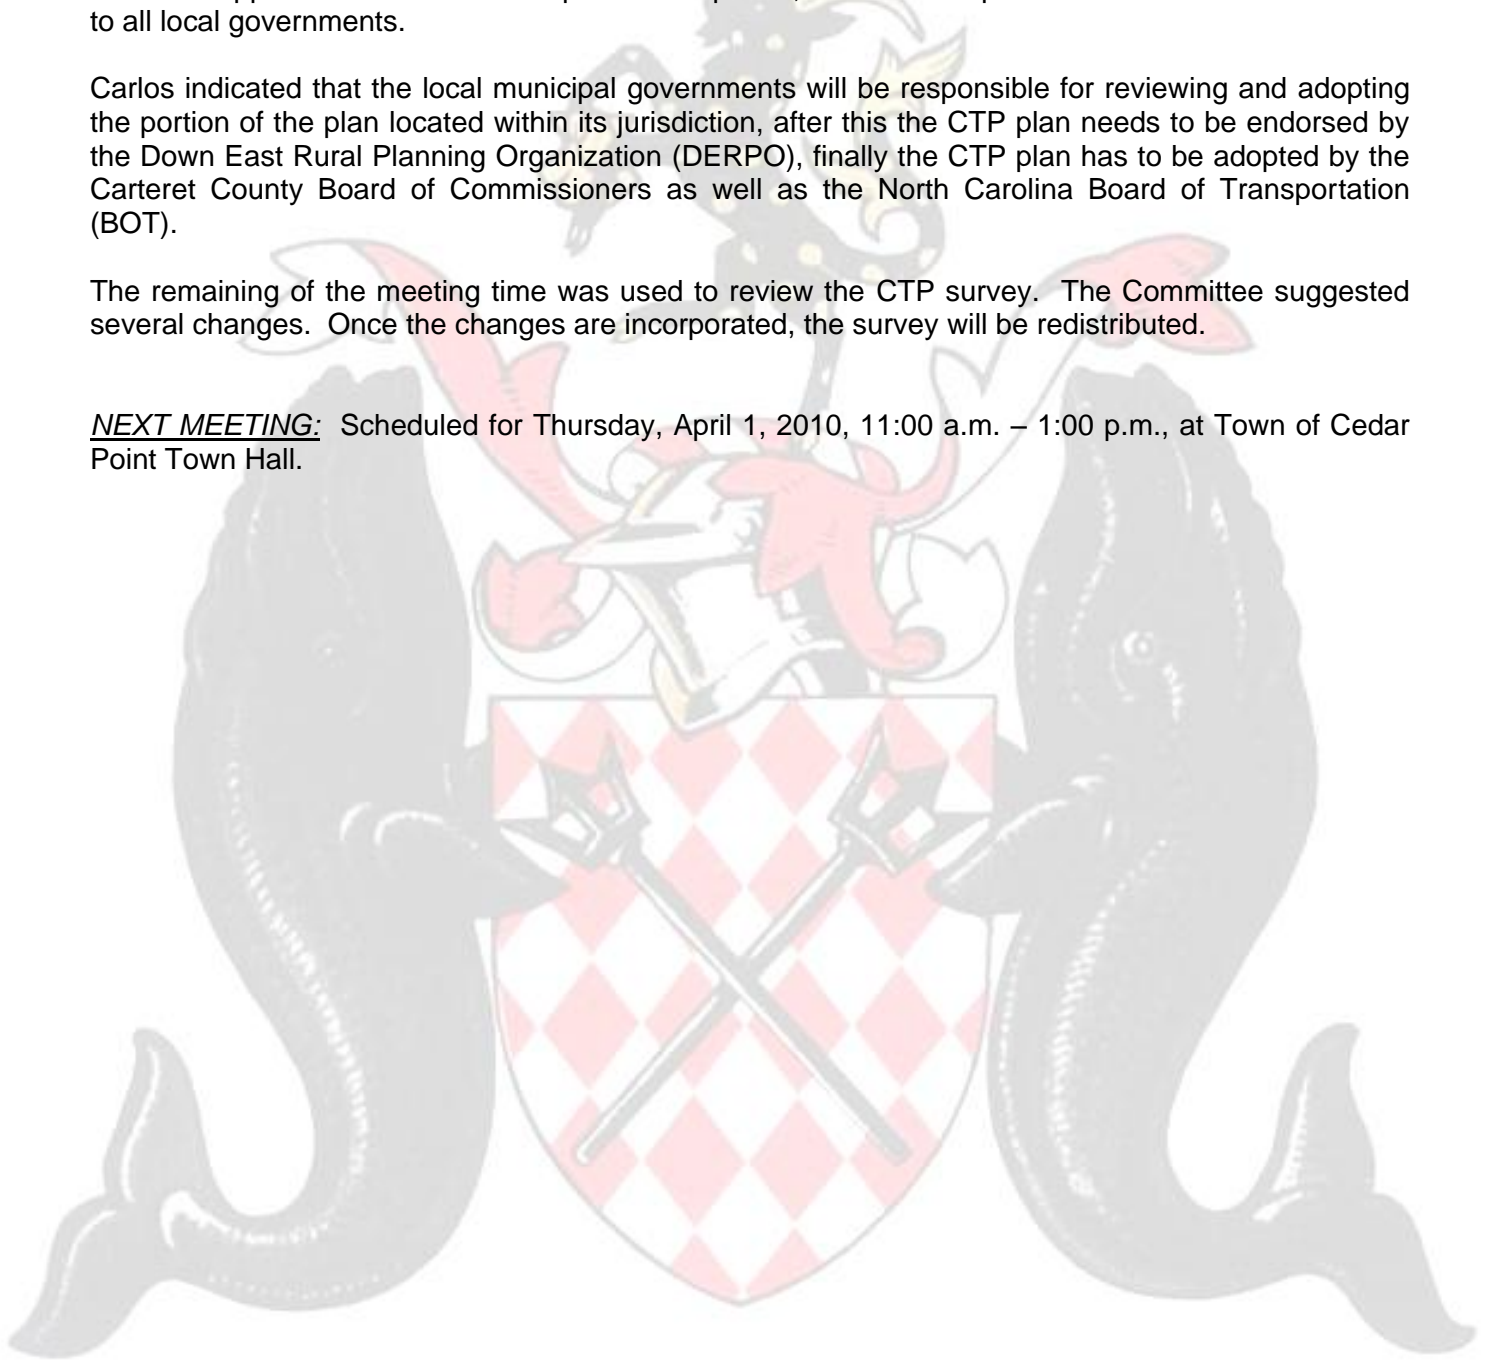 to all local governments.
Carlos indicated that the local municipal governments will be responsible for reviewing and adopting
the portion of the plan located within its jurisdiction, after this the CTP plan needs to be endorsed by
the Down East Rural Planning Organization (DERPO), finally the CTP plan has to be adopted by the
Carteret County Board of Commissioners as well as the North Carolina Board of Transportation
(BOT).
The remaining of the meeting time was used to review the CTP survey.  The Committee suggested
several changes.  Once the changes are incorporated, the survey will be redistributed.
NEXT MEETING:  Scheduled for Thursday, April 1, 2010, 11:00 a.m. – 1:00 p.m., at Town of Cedar
Point Town Hall.